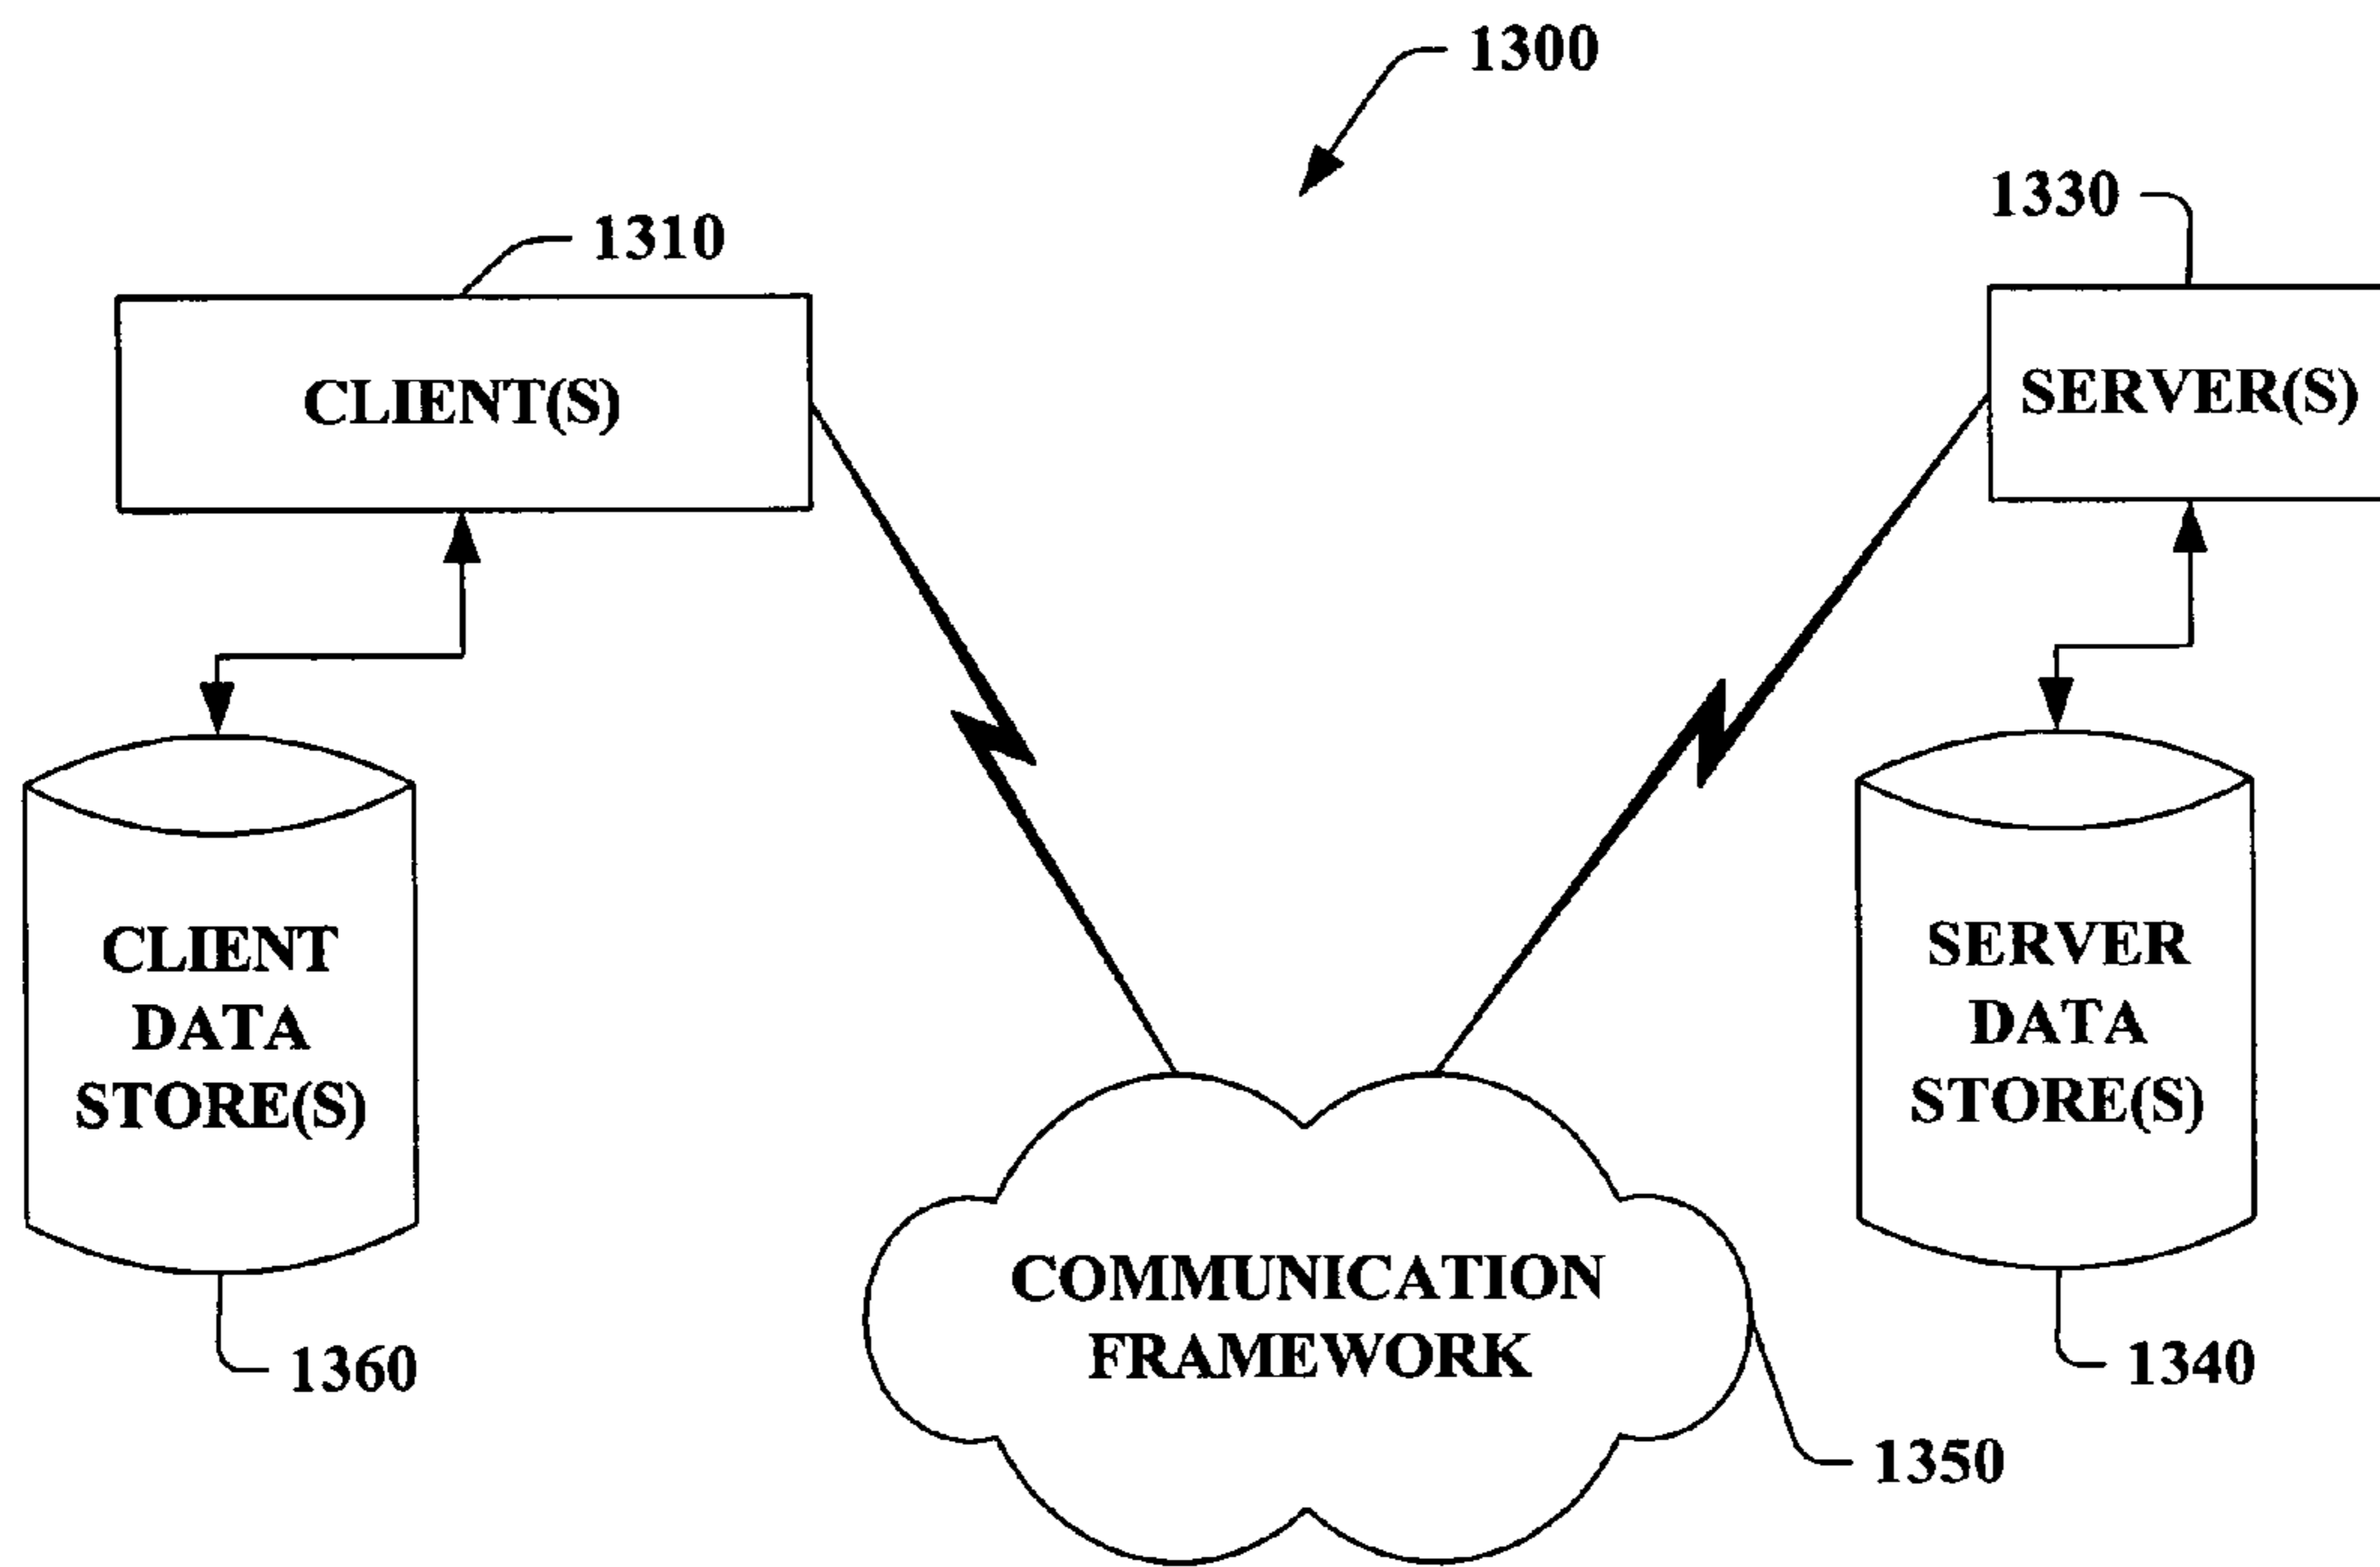 1300
1330
1310
CLIENT(S)
SERVER(S)
CLIENT
DATA
STORE(S)
SERVER
DATA
STORE(S)
COMMUNICATION
FRAMEWORK
1360
1340
1350